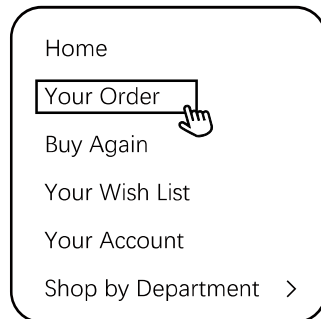 Home
Your Order
Buy Again
Your Wish List
Your Account
Shop by Department >